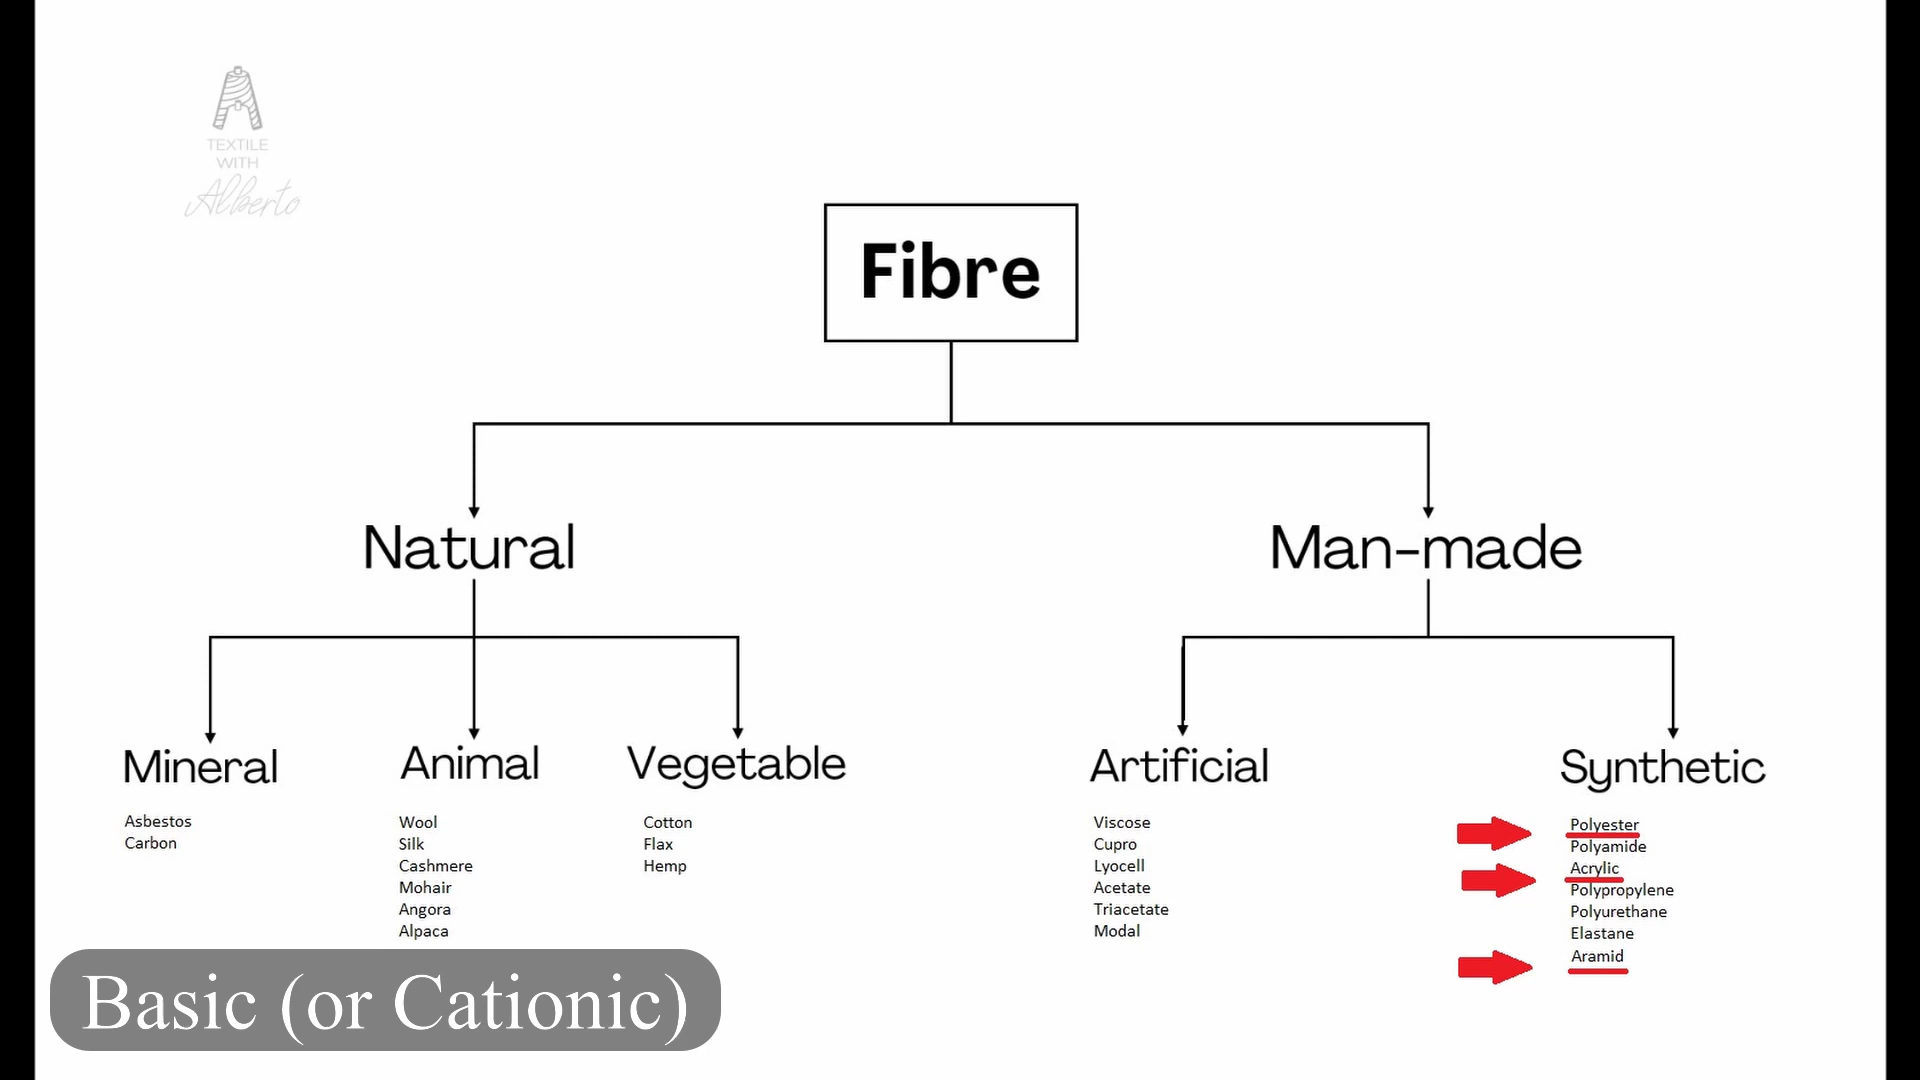 TEXTILE
WITH
Alberto
Fibre
Natural
Man-made
Mineral
Asbestos
Carbon
Animal
Wool
Silk
Cashmere
Mohair
Angora
Alpaca
Vegetable
Cotton
Flax
Hemp
Artificial
Viscose
Cupro
Lyocell
Acetate
Triacetate
Modal
Synthetic
Polyester
Polyamide
Acrylic
Polypropylene
Polyurethane
Elastane
Aramid
Basic (or Cationic)